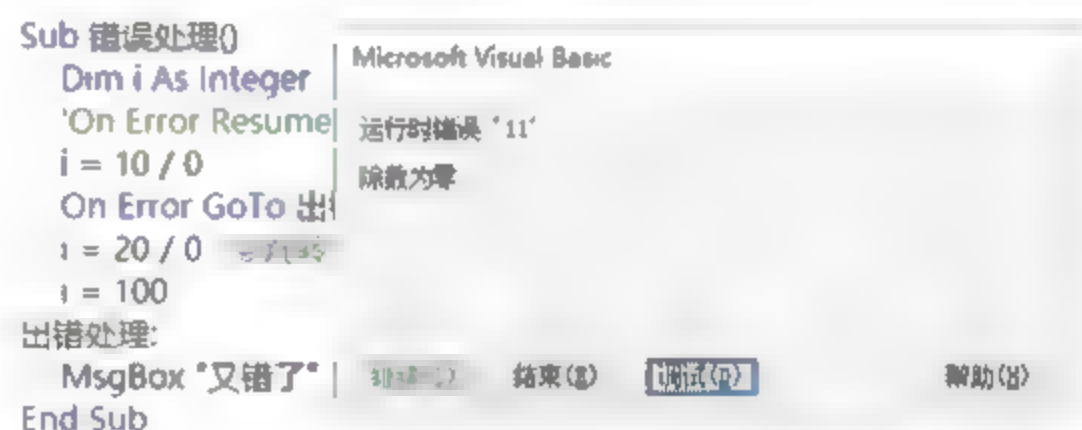 Sub 错误处理()
Dim i As Integer
'On Error Resume
i = 10 / 0
On Error GoTo 出
i = 20 / 0
i = 100
出错处理:
MsgBox "又错了"
End Sub
Microsoft Visual Basic
运行时错误 '11'
除数为零
结束(E) 调试(D) 帮助(H)